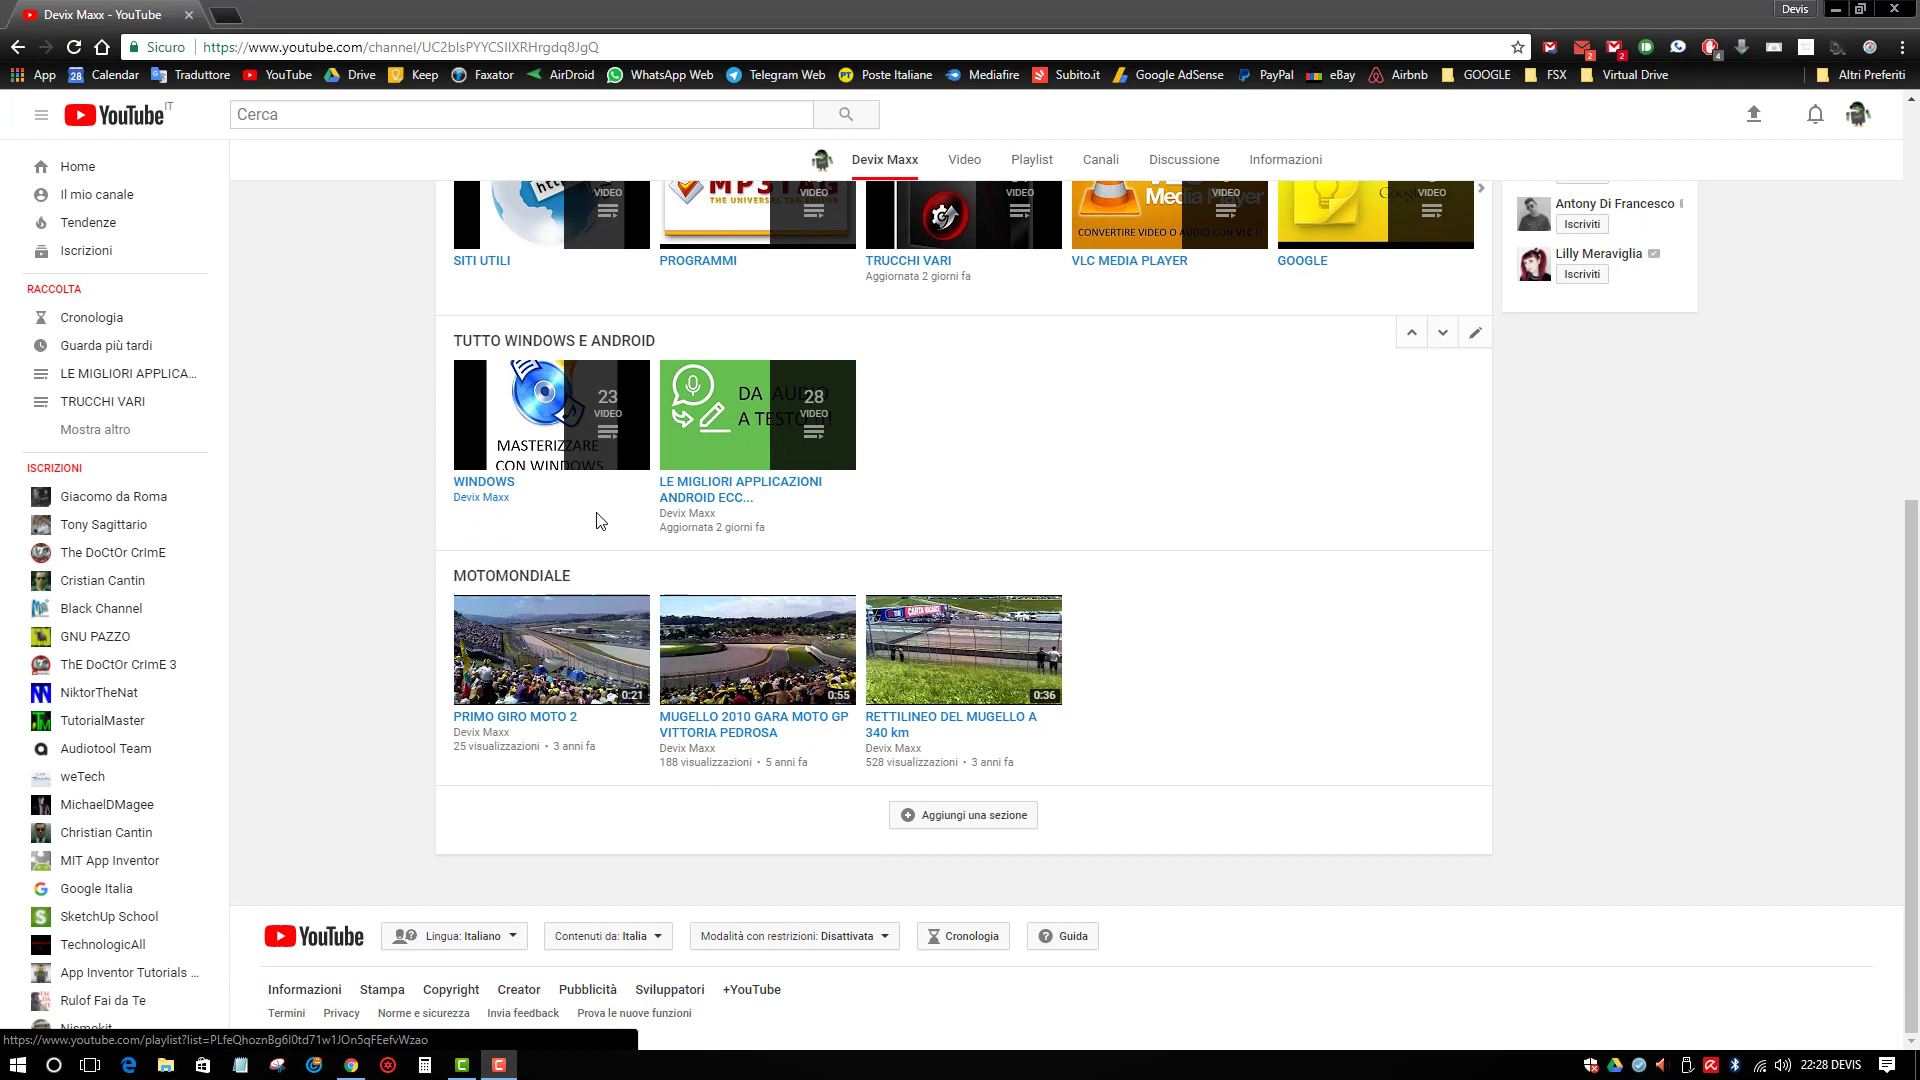 Devix Maxx - YouTube
Devis
Sicuro
https://www.youtube.com/channel/UC2blsPYYCSIIXRHrgdq8JgQ
App
Calendar
Traduttore
YouTube
Drive
Keep
Faxator
AirDroid
WhatsApp Web
Telegram Web
Poste Italiane
Mediafire
Subito.it
Google AdSense
PayPal
eBay
Airbnb
GOOGLE
FSX
Virtual Drive
Altri Preferiti
YouTube IT
Cerca
Devix Maxx
Video
Playlist
Canali
Discussione
Informazioni
Home
Il mio canale
Tendenze
Iscrizioni
RACCOLTA
Cronologia
Guarda più tardi
LE MIGLIORI APPLICA...
TRUCCHI VARI
Mostra altro
ISCRIZIONI
Giacomo da Roma
Tony Sagittario
The DoCtOr CrImE
Cristian Cantin
Black Channel
GNU PAZZO
ThE DoCtOr CrImE 3
NiktorTheNat
TutorialMaster
Audiotool Team
weTech
MichaelDMagee
Christian Cantin
MIT App Inventor
Google Italia
SketchUp School
TechnologicAll
App Inventor Tutorials ...
Rulof Fai da Te
VIDEO
SITI UTILI
MP3TAG
THE UNIVERSAL TAG EDITOR
VIDEO
PROGRAMMI
VIDEO
TRUCCHI VARI
Aggiornata 2 giorni fa
Media Player
CONVERTIRE VIDEO O AUDIO CON VLC !
VIDEO
VLC MEDIA PLAYER
VIDEO
GOOGLE
Antony Di Francesco
Iscriviti
Lilly Meraviglia
Iscriviti
TUTTO WINDOWS E ANDROID
MASTERIZZARE
CON WINDOWS
23
VIDEO
WINDOWS
Devix Maxx
DA AUDIO
A TESTO !!!
28
VIDEO
LE MIGLIORI APPLICAZIONI
ANDROID ECC...
Devix Maxx
Aggiornata 2 giorni fa
MOTOMONDIALE
0:21
PRIMO GIRO MOTO 2
Devix Maxx
25 visualizzazioni • 3 anni fa
0:55
MUGELLO 2010 GARA MOTO GP
VITTORIA PEDROSA
Devix Maxx
188 visualizzazioni • 5 anni fa
0:36
RETTILINEO DEL MUGELLO A
340 km
Devix Maxx
528 visualizzazioni • 3 anni fa
Aggiungi una sezione
YouTube
Lingua: Italiano
Contenuti da: Italia
Modalità con restrizioni: Disattivata
Cronologia
Guida
Informazioni
Stampa
Copyright
Creator
Pubblicità
Sviluppatori
+YouTube
Termini
Privacy
Norme e sicurezza
Invia feedback
Prova le nuove funzioni
https://www.youtube.com/playlist?list=PLfeQhoznBg6I0td71w1JOn5qFEefvWzao
22:28 DEVIS